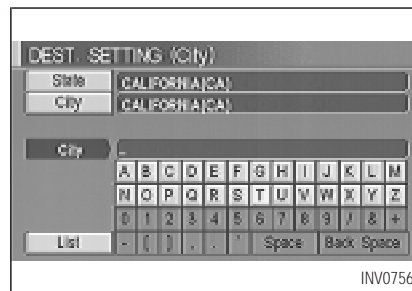 DEST. SETTING (City)
State CALIFORNIA(CA)
City CALIFORNIA(CA)
City _
A B C D E F G H I J K L M
N O P Q R S T U V W X Y Z
0 1 2 3 4 5 6 7 8 9 / & +
List - ( ) . , ' Space Back Space
INV0756